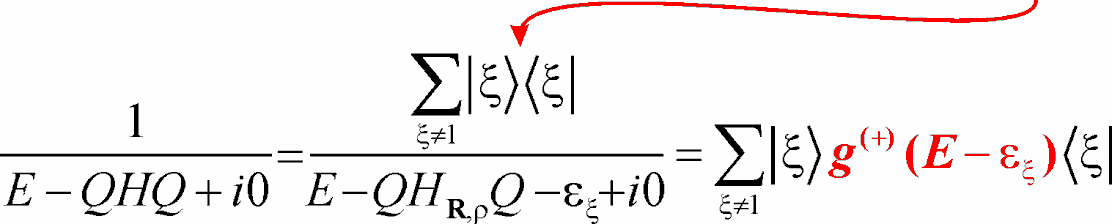 1/(E − QHQ + i0) = ∑_{ξ≠1}|ξ⟩⟨ξ| / (E − QH_{R,ρ}Q − ε_ξ + i0) = ∑_{ξ≠1}|ξ⟩ g^{(+)} (E − ε_ξ)⟨ξ|